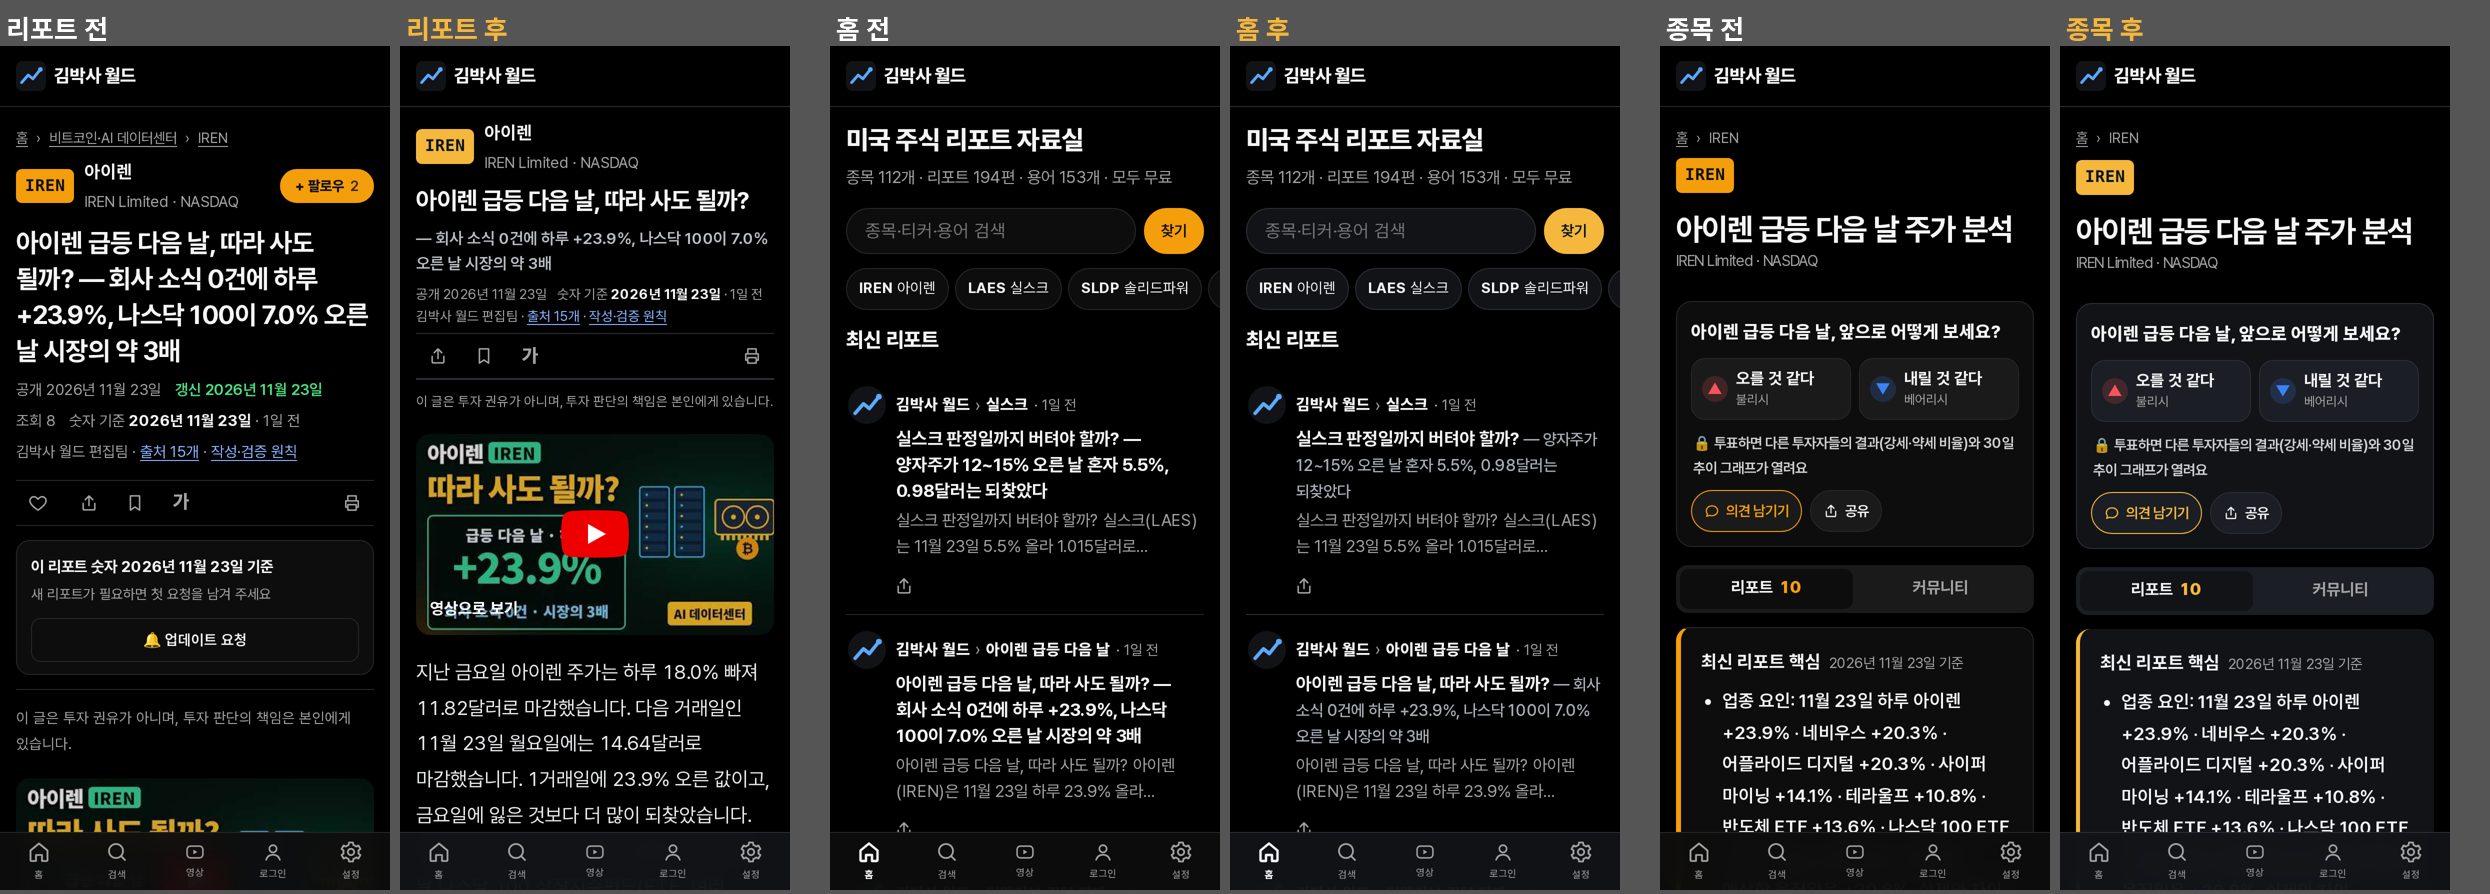 리포트 전
김박사 월드
홈 › 비트코인·AI 데이터센터 › IREN
IREN
아이렌
IREN Limited · NASDAQ
+ 팔로우 2
아이렌 급등 다음 날, 따라 사도
될까? — 회사 소식 0건에 하루
+23.9%, 나스닥 100이 7.0% 오른
날 시장의 약 3배
공개 2026년 11월 23일 갱신 2026년 11월 23일
조회 8 숫자 기준 2026년 11월 23일 · 1일 전
김박사 월드 편집팀 · 출처 15개 · 작성·검증 원칙
가
이 리포트 숫자 2026년 11월 23일 기준
새 리포트가 필요하면 첫 요청을 남겨 주세요
🔔 업데이트 요청
이 글은 투자 권유가 아니며, 투자 판단의 책임은 본인에게
있습니다.
아이렌 IREN
따라 사도 될까?
홈 검색 영상 로그인 설정
리포트 후
김박사 월드
IREN
아이렌
IREN Limited · NASDAQ
아이렌 급등 다음 날, 따라 사도 될까?
— 회사 소식 0건에 하루 +23.9%, 나스닥 100이 7.0%
오른 날 시장의 약 3배
공개 2026년 11월 23일 숫자 기준 2026년 11월 23일 · 1일 전
김박사 월드 편집팀 · 출처 15개 · 작성·검증 원칙
가
이 글은 투자 권유가 아니며, 투자 판단의 책임은 본인에게 있습니다.
아이렌 IREN
따라 사도 될까?
급등 다음 날 ·
+23.9%
영상으로 보기
· 시장의 3배
AI 데이터센터
지난 금요일 아이렌 주가는 하루 18.0% 빠져
11.82달러로 마감했습니다. 다음 거래일인
11월 23일 월요일에는 14.64달러로
마감했습니다. 1거래일에 23.9% 오른 값이고,
금요일에 잃은 것보다 더 많이 되찾았습니다.
홈 검색 영상 로그인 설정
홈 전
김박사 월드
미국 주식 리포트 자료실
종목 112개 · 리포트 194편 · 용어 153개 · 모두 무료
종목·티커·용어 검색
찾기
IREN 아이렌
LAES 실스크
SLDP 솔리드파워
최신 리포트
김박사 월드 › 실스크 · 1일 전
실스크 판정일까지 버텨야 할까? —
양자주가 12~15% 오른 날 혼자 5.5%,
0.98달러는 되찾았다
실스크 판정일까지 버텨야 할까? 실스크(LAES)
는 11월 23일 5.5% 올라 1.015달러로...
김박사 월드 › 아이렌 급등 다음 날 · 1일 전
아이렌 급등 다음 날, 따라 사도 될까? —
회사 소식 0건에 하루 +23.9%, 나스닥
100이 7.0% 오른 날 시장의 약 3배
아이렌 급등 다음 날, 따라 사도 될까? 아이렌
(IREN)은 11월 23일 하루 23.9% 올라...
홈 검색 영상 로그인 설정
홈 후
김박사 월드
미국 주식 리포트 자료실
종목 112개 · 리포트 194편 · 용어 153개 · 모두 무료
종목·티커·용어 검색
찾기
IREN 아이렌
LAES 실스크
SLDP 솔리드파워
최신 리포트
김박사 월드 › 실스크 · 1일 전
실스크 판정일까지 버텨야 할까? — 양자주가
12~15% 오른 날 혼자 5.5%, 0.98달러는
되찾았다
실스크 판정일까지 버텨야 할까? 실스크(LAES)
는 11월 23일 5.5% 올라 1.015달러로...
김박사 월드 › 아이렌 급등 다음 날 · 1일 전
아이렌 급등 다음 날, 따라 사도 될까? — 회사
소식 0건에 하루 +23.9%, 나스닥 100이 7.0%
오른 날 시장의 약 3배
아이렌 급등 다음 날, 따라 사도 될까? 아이렌
(IREN)은 11월 23일 하루 23.9% 올라...
홈 검색 영상 로그인 설정
종목 전
김박사 월드
홈 › IREN
IREN
아이렌 급등 다음 날 주가 분석
IREN Limited · NASDAQ
아이렌 급등 다음 날, 앞으로 어떻게 보세요?
오를 것 같다
불리시
내릴 것 같다
베어리시
🔒 투표하면 다른 투자자들의 결과(강세·약세 비율)와 30일
추이 그래프가 열려요
의견 남기기
공유
리포트 10
커뮤니티
최신 리포트 핵심 2026년 11월 23일 기준
• 업종 요인: 11월 23일 하루 아이렌
+23.9% · 네비우스 +20.3% ·
어플라이드 디지털 +20.3% · 사이퍼
마이닝 +14.1% · 테라울프 +10.8% ·
반도체 ETF +13.6% · 나스닥 100 ETF
홈 검색 영상 로그인 설정
종목 후
김박사 월드
홈 › IREN
IREN
아이렌 급등 다음 날 주가 분석
IREN Limited · NASDAQ
아이렌 급등 다음 날, 앞으로 어떻게 보세요?
오를 것 같다
불리시
내릴 것 같다
베어리시
🔒 투표하면 다른 투자자들의 결과(강세·약세 비율)와 30일
추이 그래프가 열려요
의견 남기기
공유
리포트 10
커뮤니티
최신 리포트 핵심 2026년 11월 23일 기준
• 업종 요인: 11월 23일 하루 아이렌
+23.9% · 네비우스 +20.3% ·
어플라이드 디지털 +20.3% · 사이퍼
마이닝 +14.1% · 테라울프 +10.8% ·
반도체 ETF +13.6% · 나스닥 100 ETF
홈 검색 영상 로그인 설정